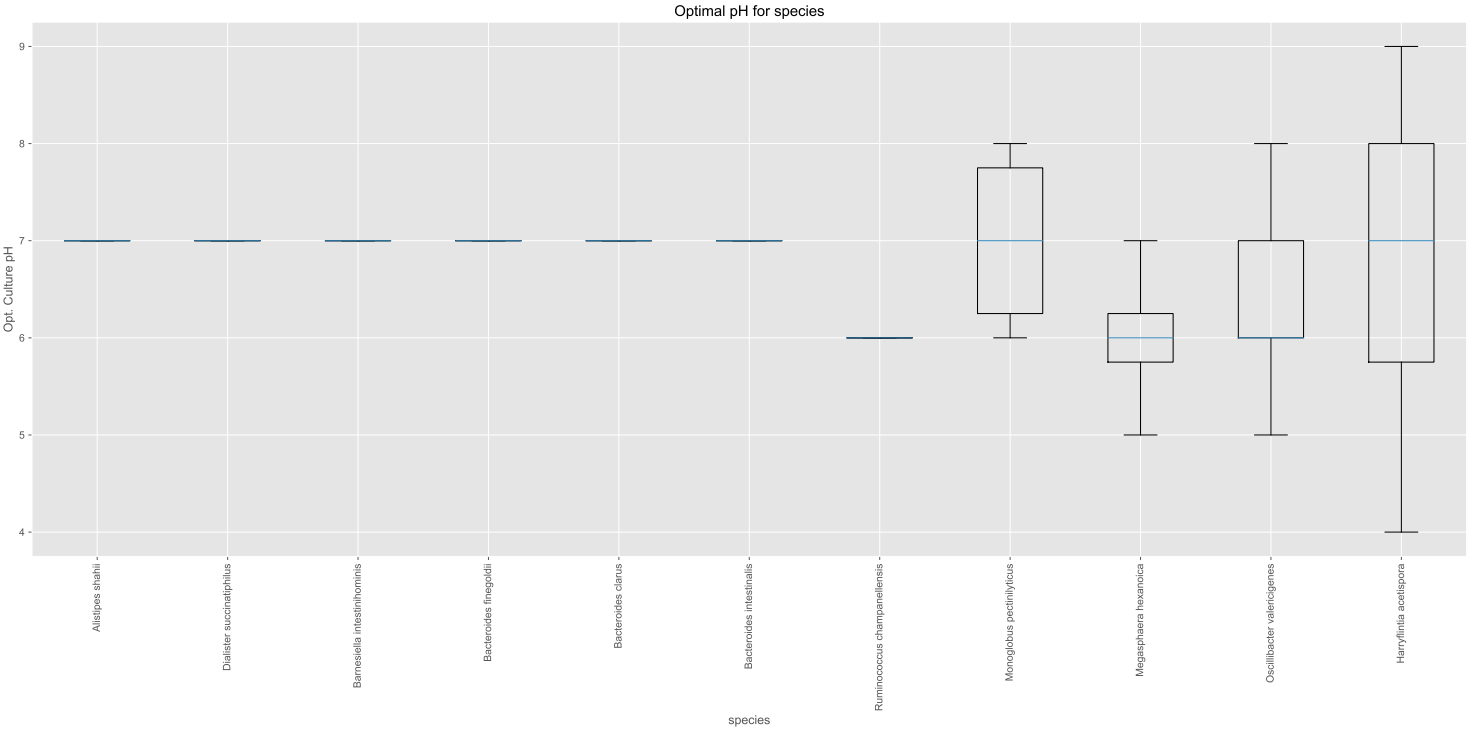 Optimal pH for species
Opt. Culture pH
9
8
7
6
5
4
Alistipes shahii
Dialister succinatiphilus
Barnesiella intestinihominis
Bacteroides finegoldii
Bacteroides clarus
Bacteroides intestinalis
Ruminococcus champanellensis
Monoglobus pectinilyticus
Megasphaera hexanoica
Oscillibacter valericigenes
Harryflintia acetispora
species